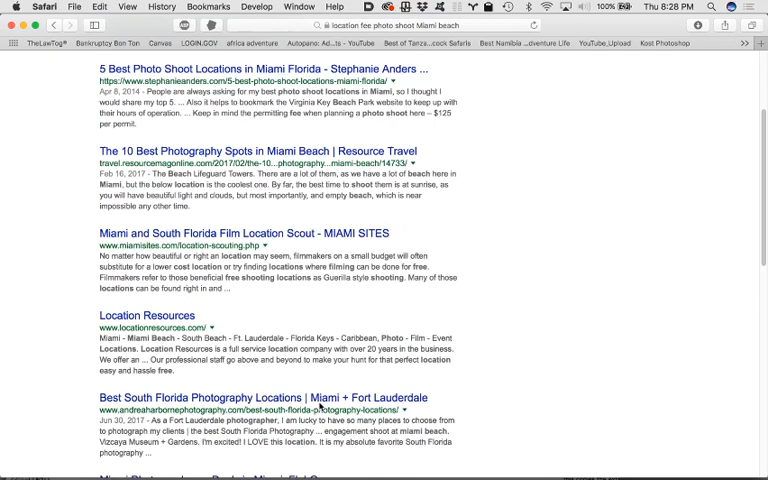 Safari File Edit View History Bookmarks Develop Window Help 100% Thu 8:28 PM
location fee photo shoot Miami beach
TheLawTog® Bankruptcy Bon Ton Canvas LOGIN.GOV africa adventure Autopano: Ad...ts - YouTube Best of Tanza...cock Safaris Best Namibia ...dventure Life YouTube_Upload Kost Photoshop
5 Best Photo Shoot Locations in Miami Florida - Stephanie Anders ...
https://www.stephanieanders.com/5-best-photo-shoot-locations-miami-florida/
Apr 8, 2014 - People are always asking for my best photo shoot locations in Miami, so I thought I
would share my top 5. ... Also it helps to bookmark the Virginia Key Beach Park website to keep up with
their hours of operation. ... Keep in mind the permitting fee when planning a photo shoot here – $125
per permit.
The 10 Best Photography Spots in Miami Beach | Resource Travel
travel.resourcemagonline.com/2017/02/the-10...photography...miami-beach/14733/
Feb 16, 2017 - The Beach Lifeguard Towers. There are a lot of them, as we have a lot of beach here in
Miami, but the below location is the coolest one. By far, the best time to shoot them is at sunrise, as
you will have beautiful light and clouds, but most importantly, and empty beach, which is near
impossible any other time.
Miami and South Florida Film Location Scout - MIAMI SITES
www.miamisites.com/location-scouting.php
No matter how beautiful or right an location may seem, filmmakers on a small budget will often
substitute for a lower cost location or try finding locations where filming can be done for free.
Filmmakers refer to those beneficial free shooting locations as Guerilla style shooting. Many of those
locations can be found right in and ...
Location Resources
www.locationresources.com/
Miami - Miami Beach - South Beach - Ft. Lauderdale - Florida Keys - Caribbean, Photo - Film - Event
Locations. Location Resources is a full service location company with over 20 years in the business.
We offer an ... Our professional staff go above and beyond to make your hunt for that perfect location
easy and hassle free.
Best South Florida Photography Locations | Miami + Fort Lauderdale
www.andreaharbornephotography.com/best-south-florida-photography-locations/
Jun 30, 2017 - As a Fort Lauderdale photographer, I am lucky to have so many places to choose from
to photograph my clients | the best South Florida Photography ... engagement shoot at miami beach.
Vizcaya Museum + Gardens. I'm excited! I LOVE this location. It is my absolute favorite South Florida
photography ...